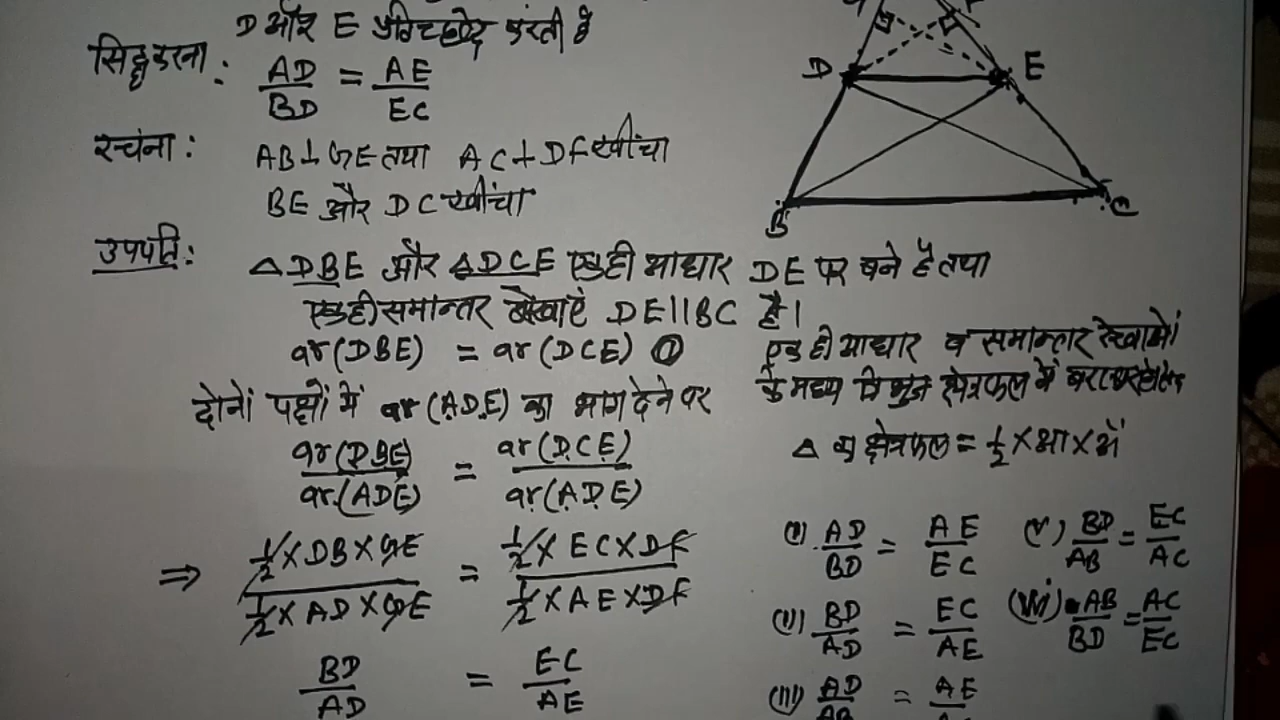 D और E प्रतिच्छेद करती है
सिद्ध करना : AD/BD = AE/EC
रचंना : AB ⊥ GE तथा AC ⊥ DF खींचा
BE और DC खींचा
D E
B C
उपपत्ति : △DBE और △DCE एक ही आधार DE पर बने है तथा
एक ही समान्तर रेखाएं DE||BC है।
ar(DBE) = ar(DCE) ①
दोनों पक्षों में ar(ADE) का भाग देने पर
ar(DBE)/ar(ADE) = ar(DCE)/ar(ADE)
⇒ ½×DB×GE / ½×AD×GE = ½×EC×DF / ½×AE×DF
BD/AD = EC/AE
एक ही आधार व समान्तर रेखाओं
के मध्य त्रिभुज क्षेत्रफल में बराबर
△ का क्षेत्रफल = ½ × आ × ऊँ
(i) AD/BD = AE/EC
(ii) BD/AD = EC/AE
(iii) AD/AB = AE
(v) BD/AB = EC/AC
(vi) AB/BD = AC/EC